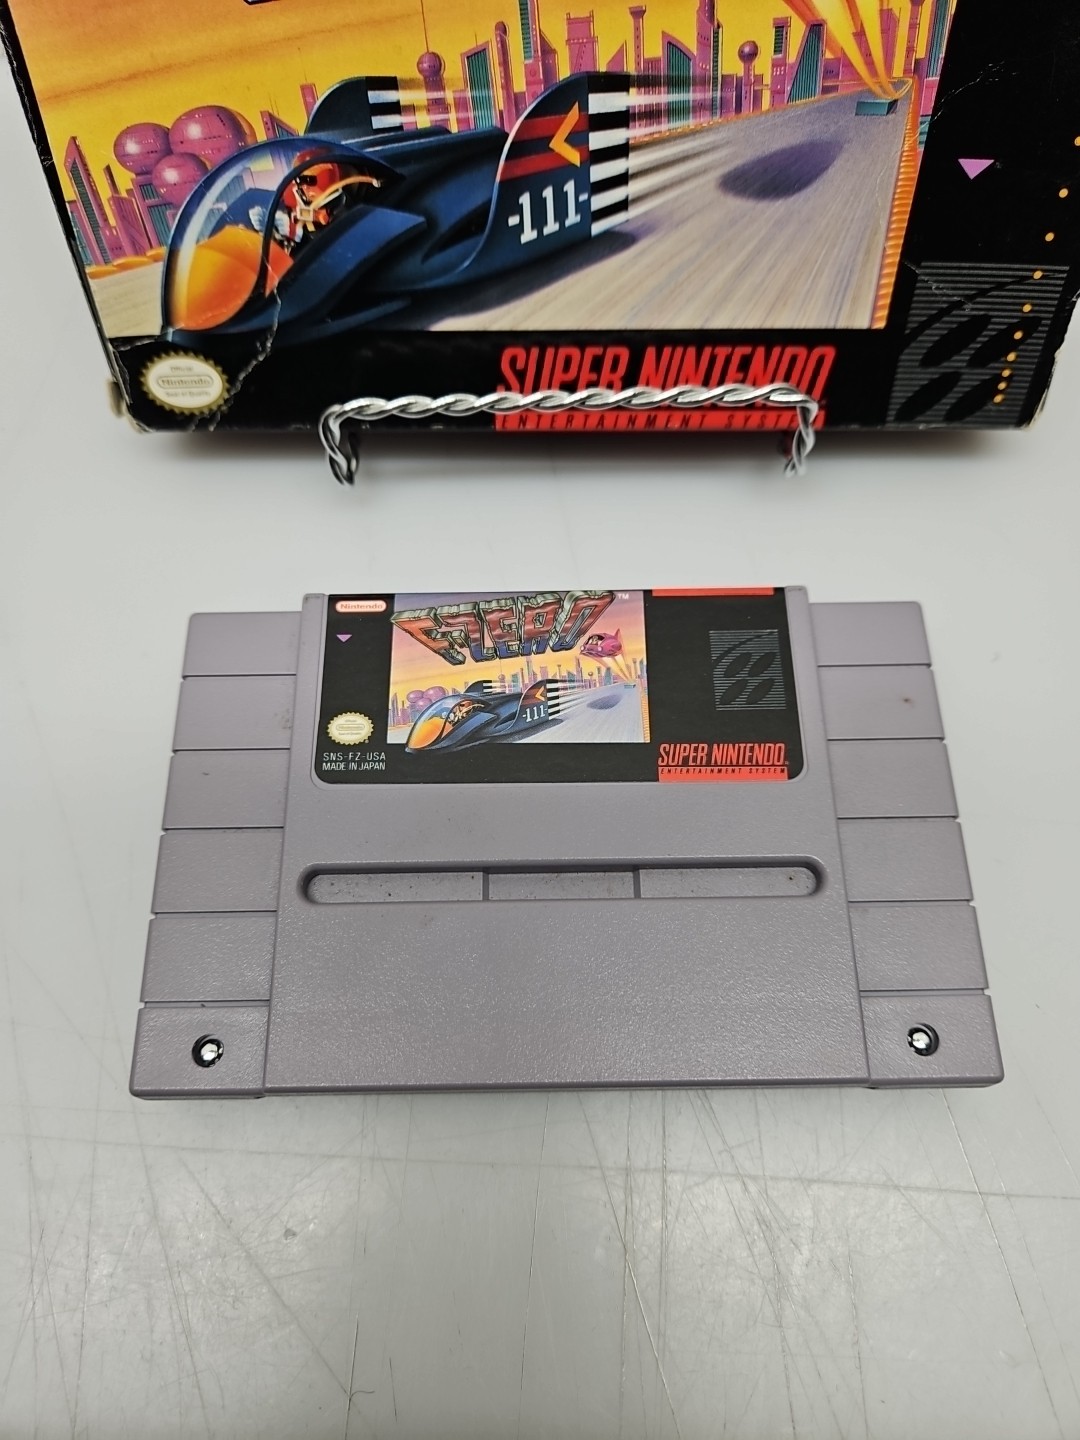 -111-
Nintendo
SUPER NINTENDO
ENTERTAINMENT SYSTEM
Nintendo
F-ZERO
TM
-111-
SNS-FZ-USA
MADE IN JAPAN
SUPER NINTENDO
ENTERTAINMENT SYSTEM